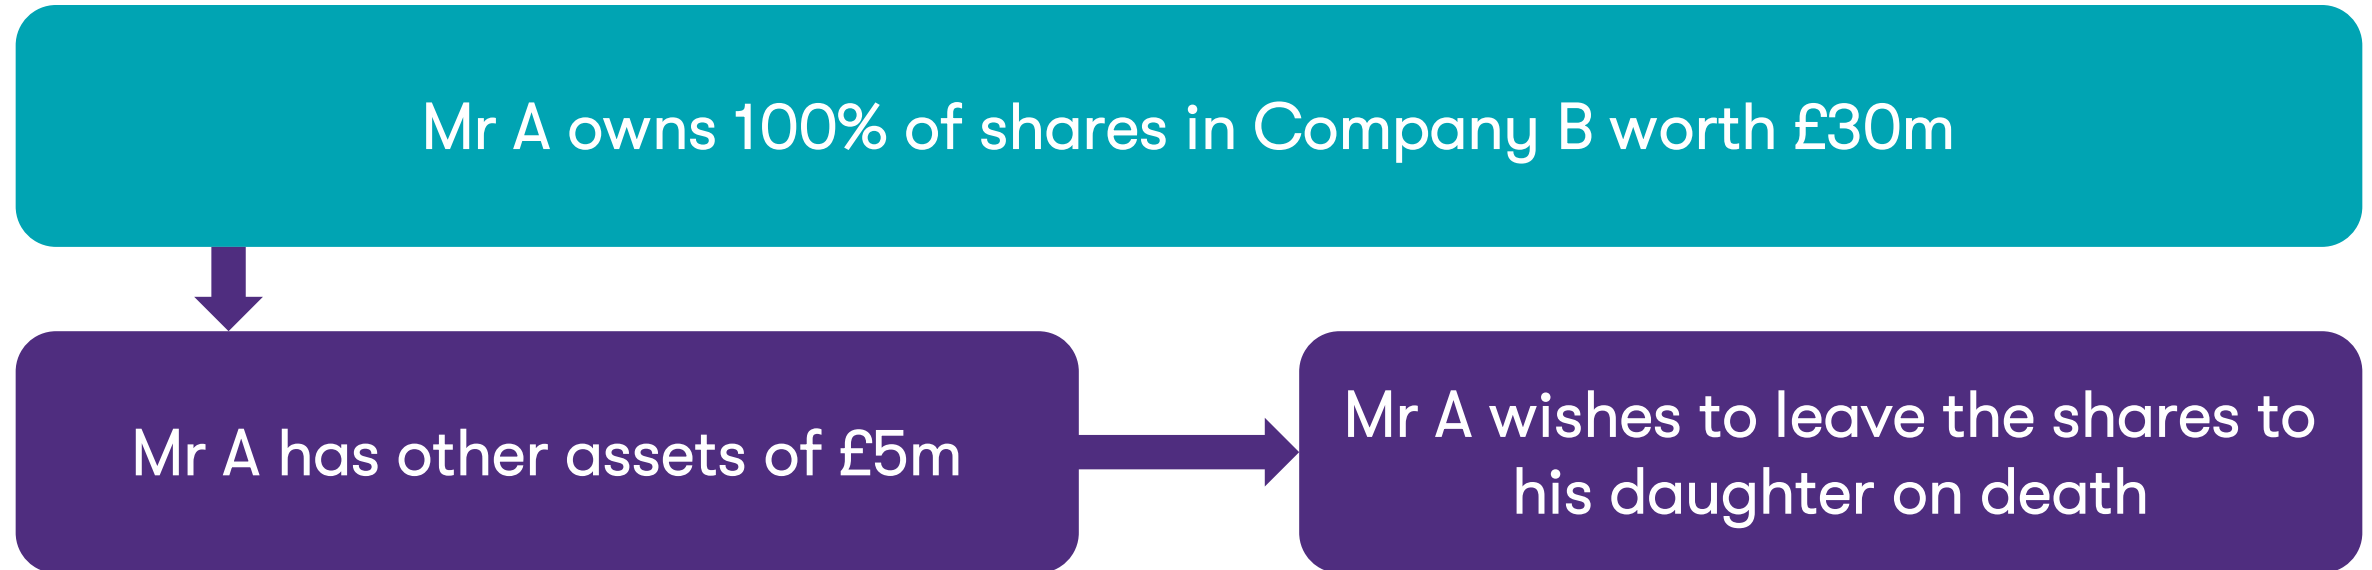 Mr A owns 100% of shares in Company B worth £30m
Mr A has other assets of £5m
Mr A wishes to leave the shares to
his daughter on death